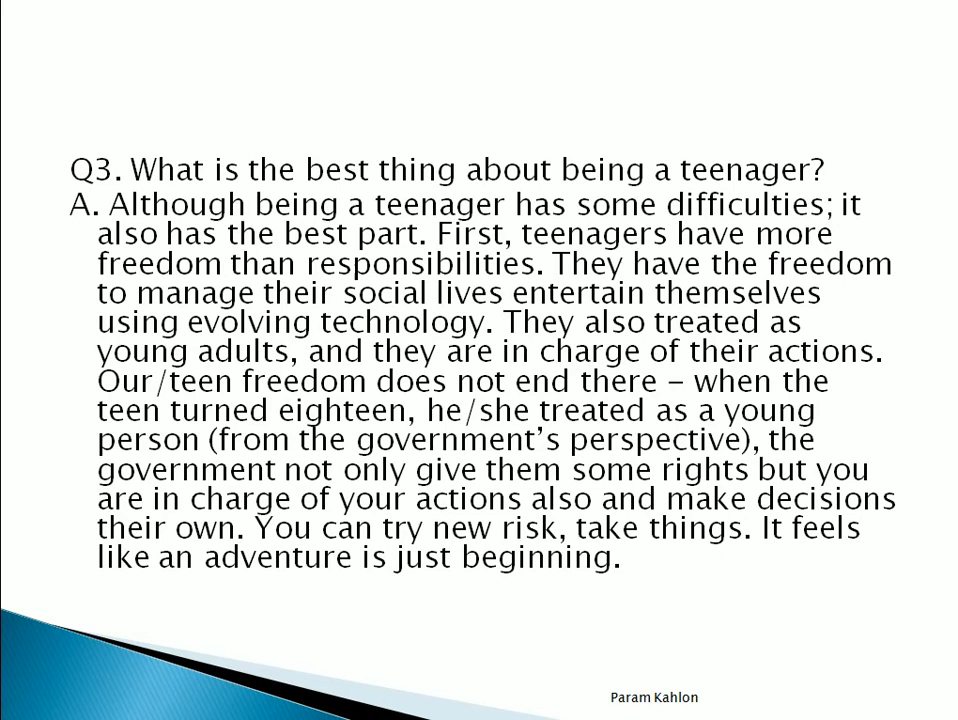 Q3. What is the best thing about being a teenager?
A. Although being a teenager has some difficulties; it
also has the best part. First, teenagers have more
freedom than responsibilities. They have the freedom
to manage their social lives entertain themselves
using evolving technology. They also treated as
young adults, and they are in charge of their actions.
Our/teen freedom does not end there – when the
teen turned eighteen, he/she treated as a young
person (from the government’s perspective), the
government not only give them some rights but you
are in charge of your actions also and make decisions
their own. You can try new risk, take things. It feels
like an adventure is just beginning.
Param Kahlon